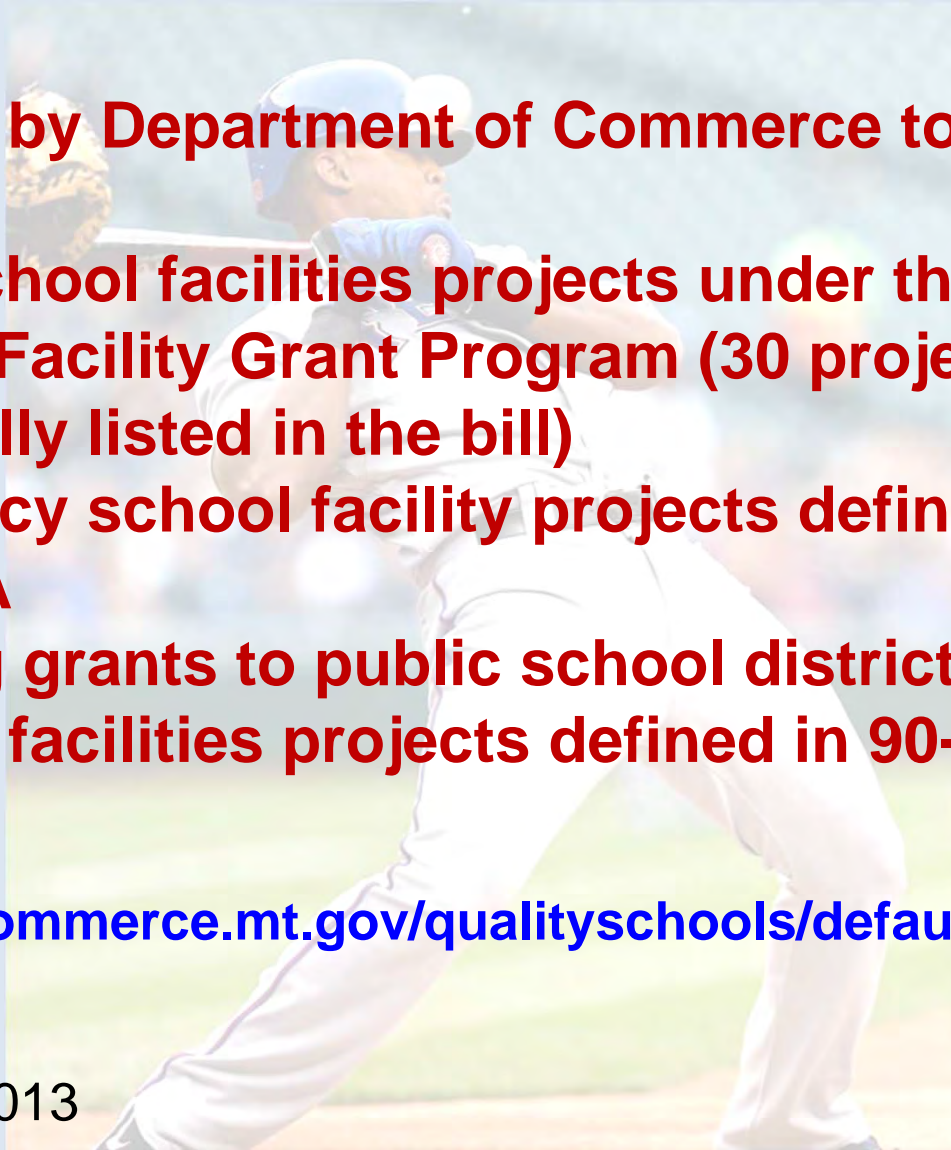 by Department of Commerce to
chool facilities projects under th
Facility Grant Program (30 proje
lly listed in the bill)
cy school facility projects defin
A
g grants to public school district
facilities projects defined in 90-
ommerce.mt.gov/qualityschools/defau
013